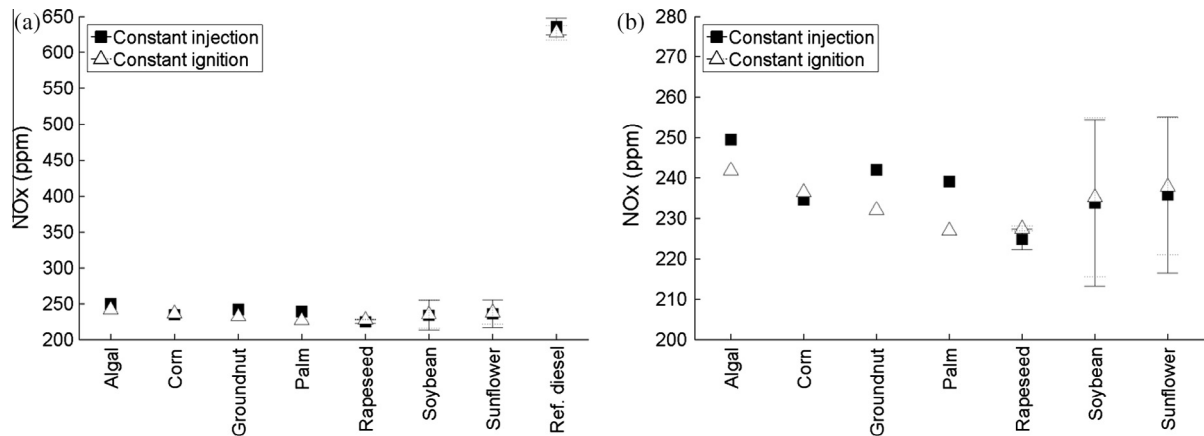 (a)
Constant injection
Constant ignition
NOx (ppm)
650
600
550
500
450
400
350
300
250
200
Algal
Corn
Groundnut
Palm
Rapeseed
Soybean
Sunflower
Ref. diesel
(b)
Constant injection
Constant ignition
NOx (ppm)
280
270
260
250
240
230
220
210
200
Algal
Corn
Groundnut
Palm
Rapeseed
Soybean
Sunflower